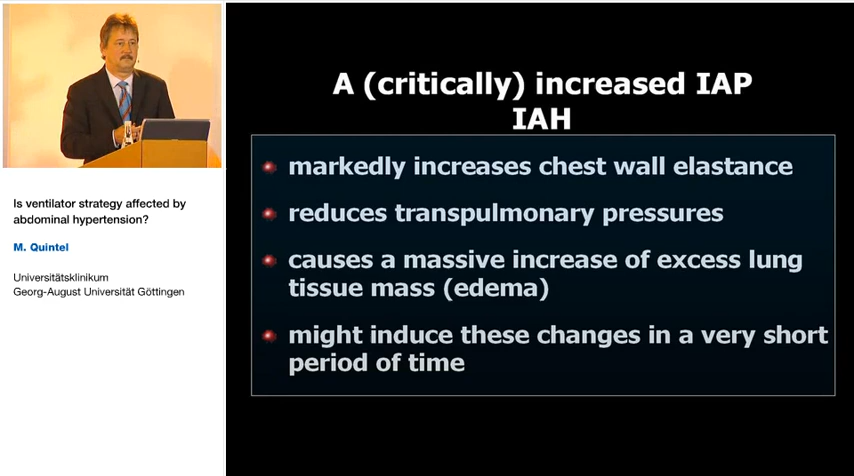 Is ventilator strategy affected by
abdominal hypertension?
M. Quintel
Universitätsklinikum
Georg-August Universität Göttingen
A (critically) increased IAP
IAH
markedly increases chest wall elastance
reduces transpulmonary pressures
causes a massive increase of excess lung
tissue mass (edema)
might induce these changes in a very short
period of time